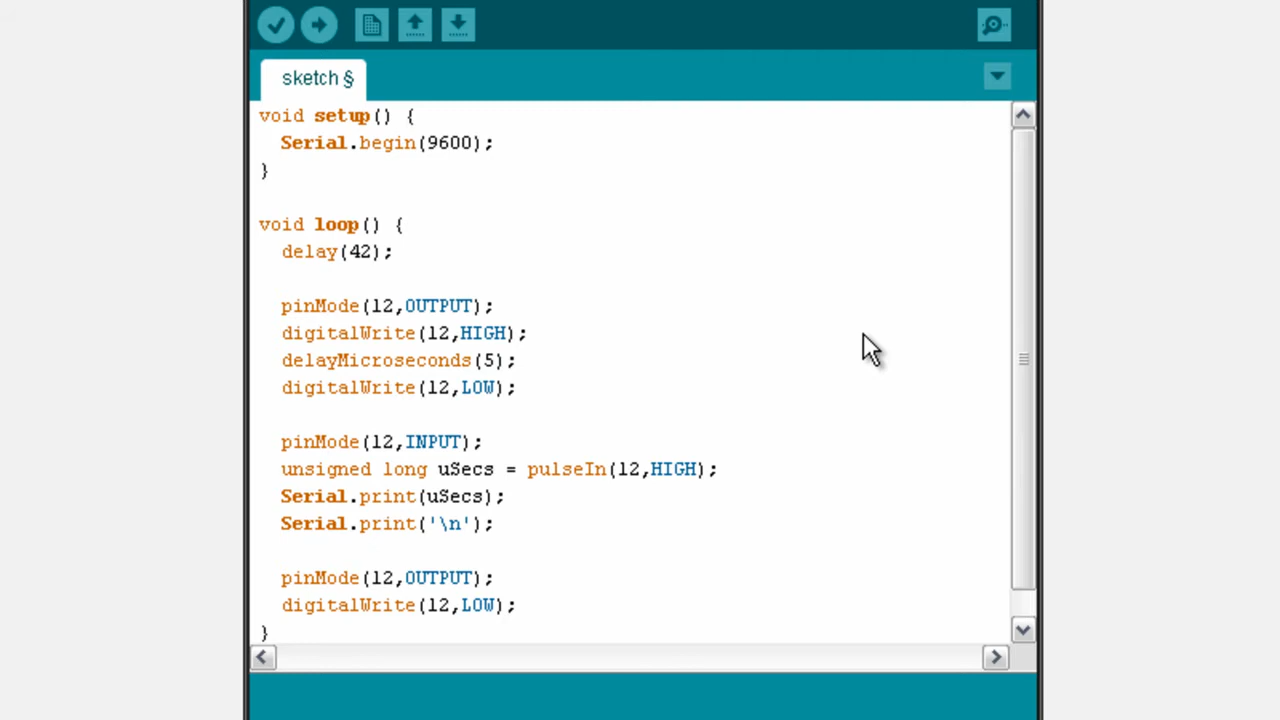 sketch §
void setup() {
  Serial.begin(9600);
}
void loop() {
  delay(42);
  pinMode(12,OUTPUT);
  digitalWrite(12,HIGH);
  delayMicroseconds(5);
  digitalWrite(12,LOW);
  pinMode(12,INPUT);
  unsigned long uSecs = pulseIn(12,HIGH);
  Serial.print(uSecs);
  Serial.print('\n');
  pinMode(12,OUTPUT);
  digitalWrite(12,LOW);
}